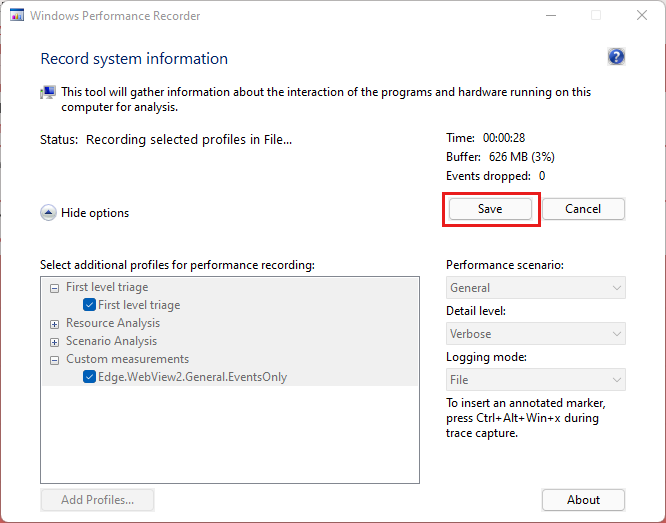 Windows Performance Recorder
Record system information
This tool will gather information about the interaction of the programs and hardware running on this
computer for analysis.
Status: Recording selected profiles in File...
Time: 00:00:28
Buffer: 626 MB (3%)
Events dropped: 0
Hide options
Save
Cancel
Select additional profiles for performance recording:
First level triage
First level triage
Resource Analysis
Scenario Analysis
Custom measurements
Edge.WebView2.General.EventsOnly
Performance scenario:
General
Detail level:
Verbose
Logging mode:
File
To insert an annotated marker,
press Ctrl+Alt+Win+x during
trace capture.
Add Profiles...
About